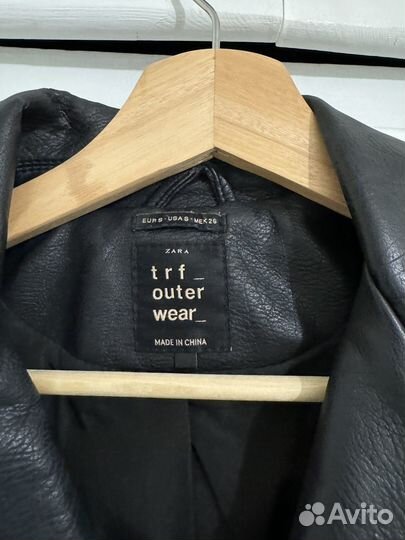 EUR S · USA S · MEX 26
ZARA
trf_
outer
wear_
MADE IN CHINA
Avito